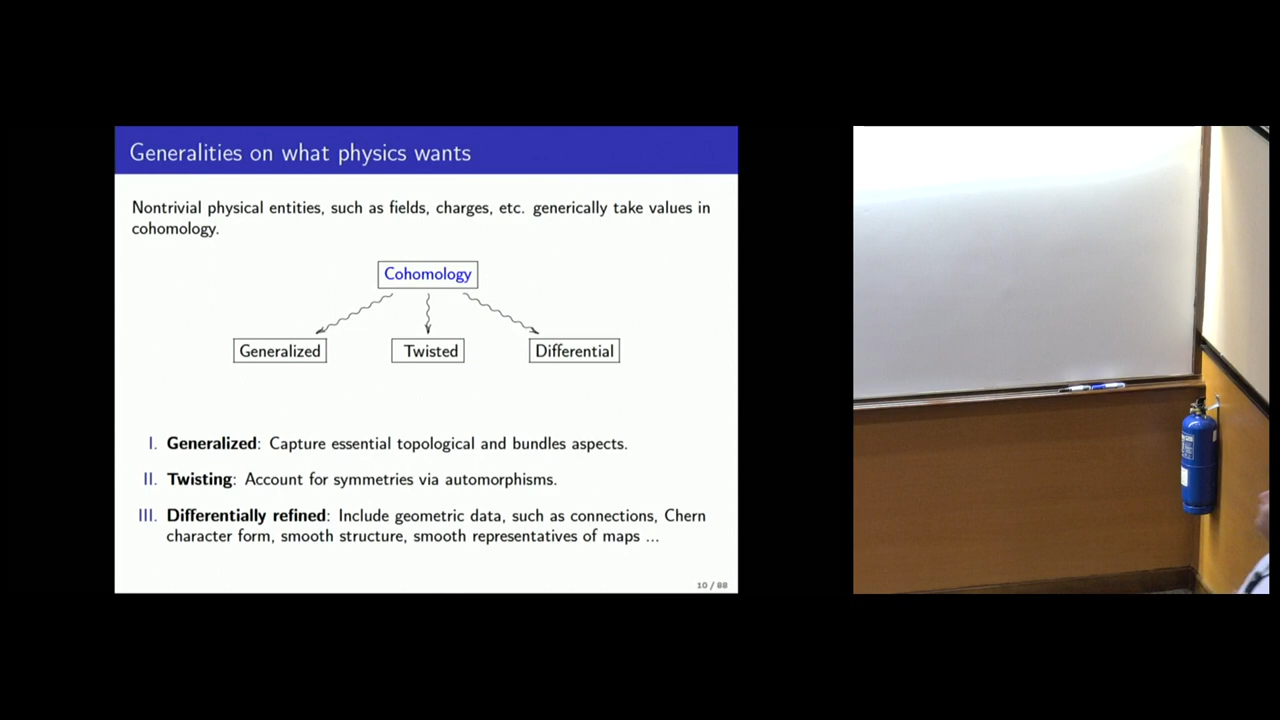 Generalities on what physics wants
Nontrivial physical entities, such as fields, charges, etc. generically take values in
cohomology.
Cohomology
Generalized
Twisted
Differential
I. Generalized: Capture essential topological and bundles aspects.
II. Twisting: Account for symmetries via automorphisms.
III. Differentially refined: Include geometric data, such as connections, Chern
character form, smooth structure, smooth representatives of maps ...
10 / 88